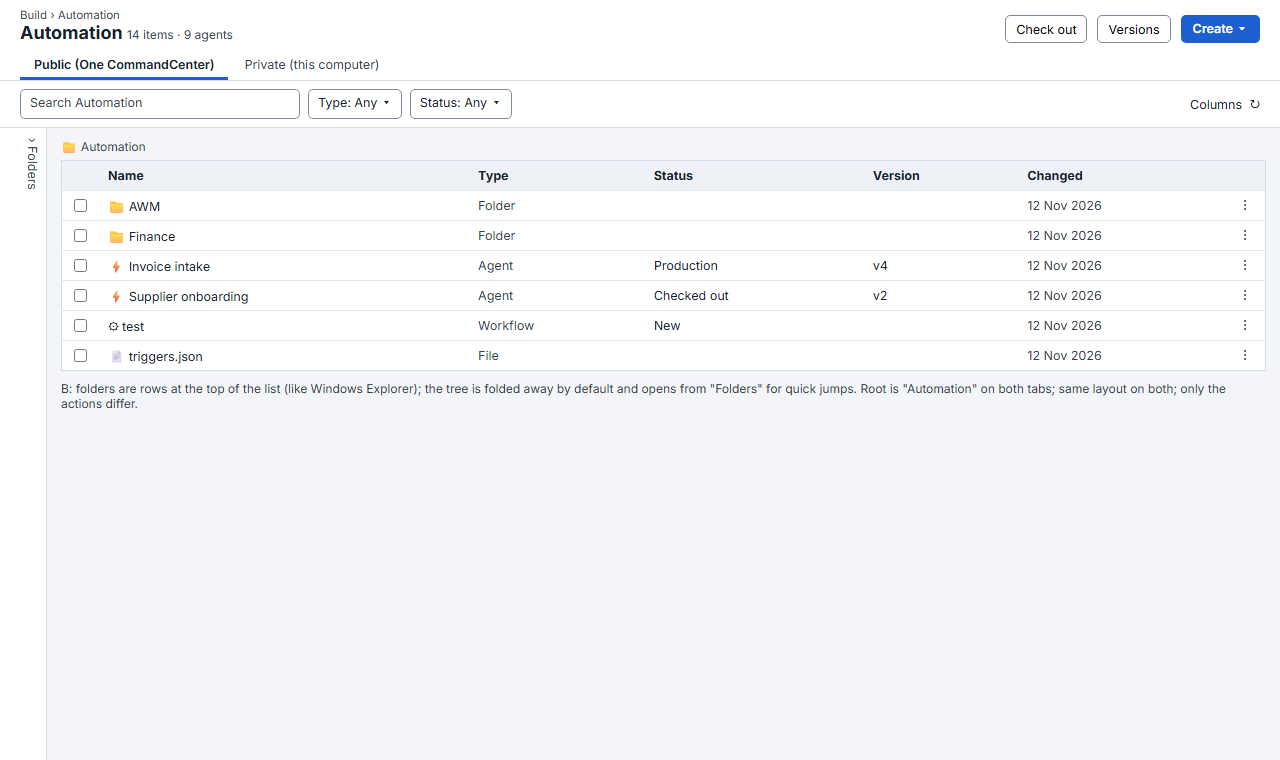 Build › Automation
Automation 14 items · 9 agents
Check out
Versions
Create
Public (One CommandCenter)
Private (this computer)
Search Automation
Type: Any
Status: Any
Columns
Folders
Automation
Name Type Status Version Changed
AWM Folder 12 Nov 2026
Finance Folder 12 Nov 2026
Invoice intake Agent Production v4 12 Nov 2026
Supplier onboarding Agent Checked out v2 12 Nov 2026
test Workflow New 12 Nov 2026
triggers.json File 12 Nov 2026
B: folders are rows at the top of the list (like Windows Explorer); the tree is folded away by default and opens from "Folders" for quick jumps. Root is "Automation" on both tabs; same layout on both; only the
actions differ.